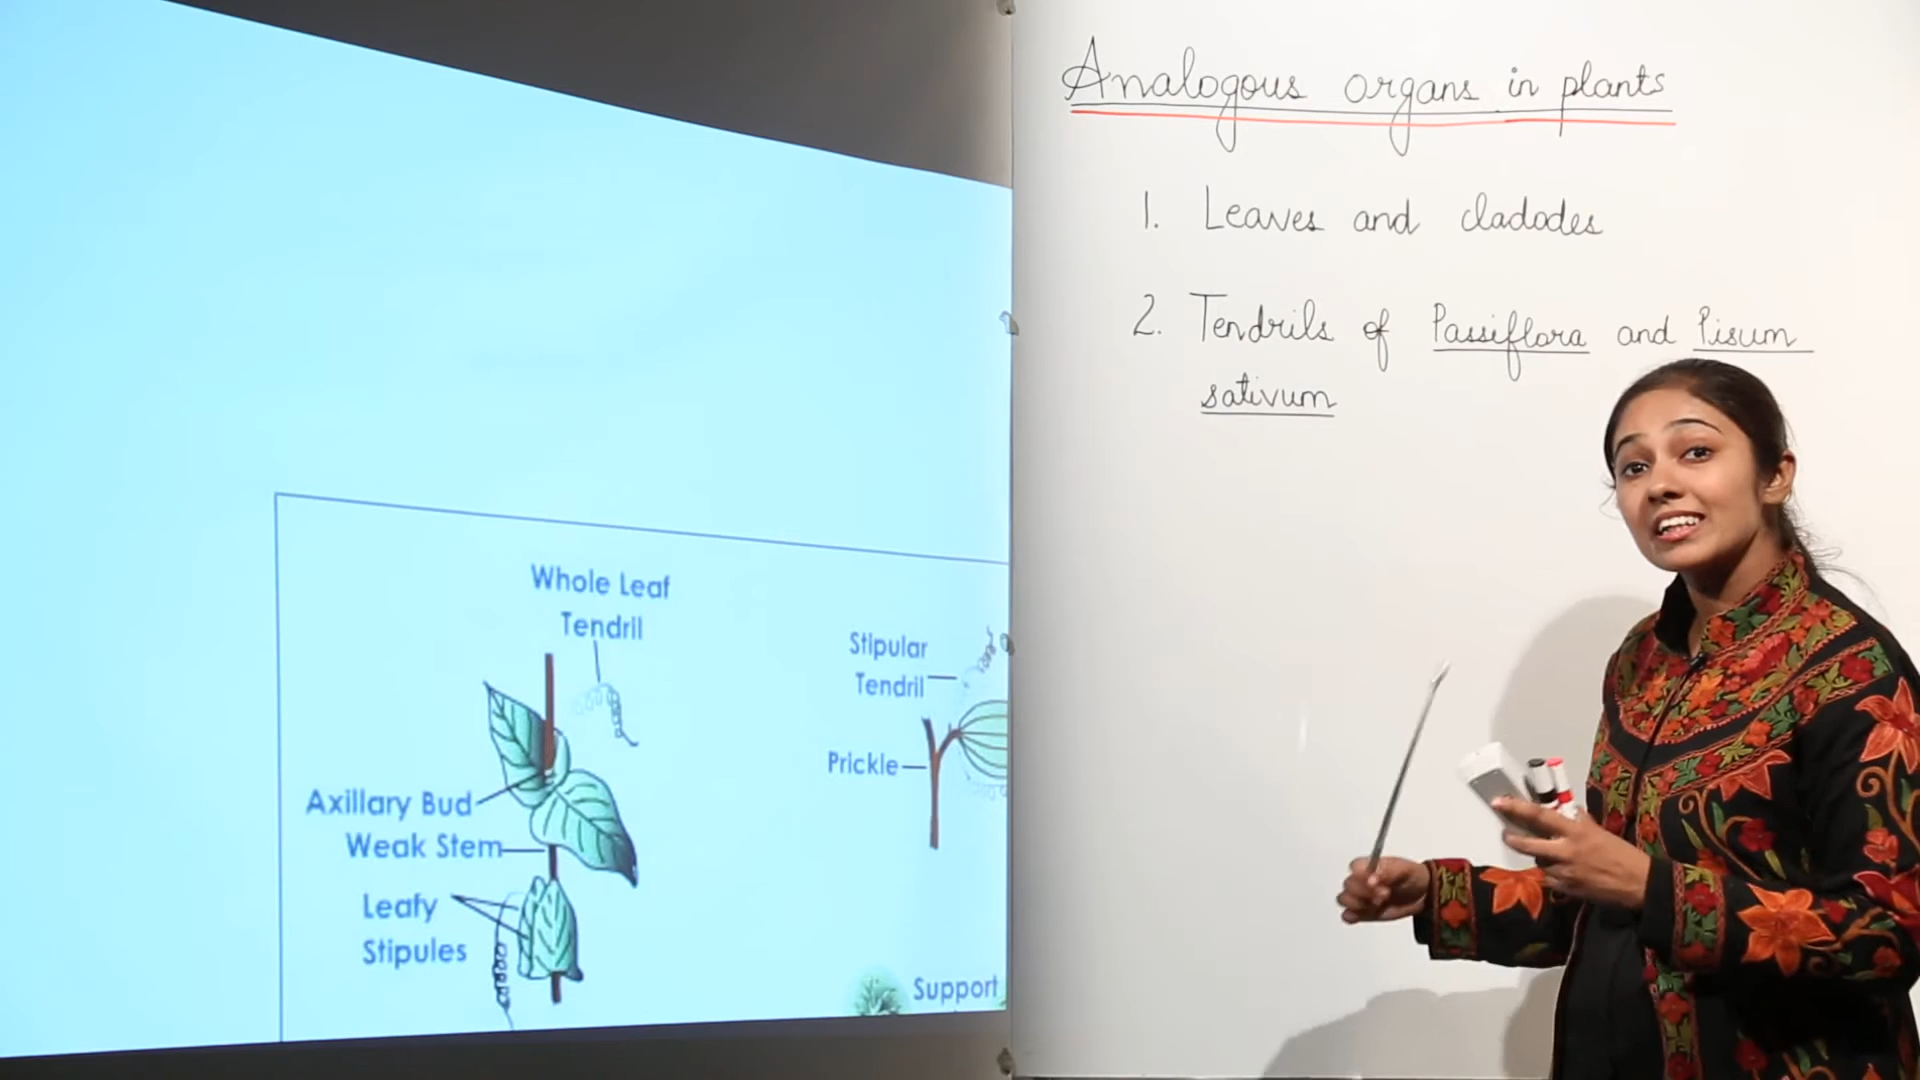 Analogous organs in plants
1. Leaves and cladodes
2. Tendrils of Passiflora and Pisum
sativum
Whole Leaf
Tendril
Axillary Bud
Weak Stem
Leafy
Stipules
Stipular
Tendril
Prickle
Support